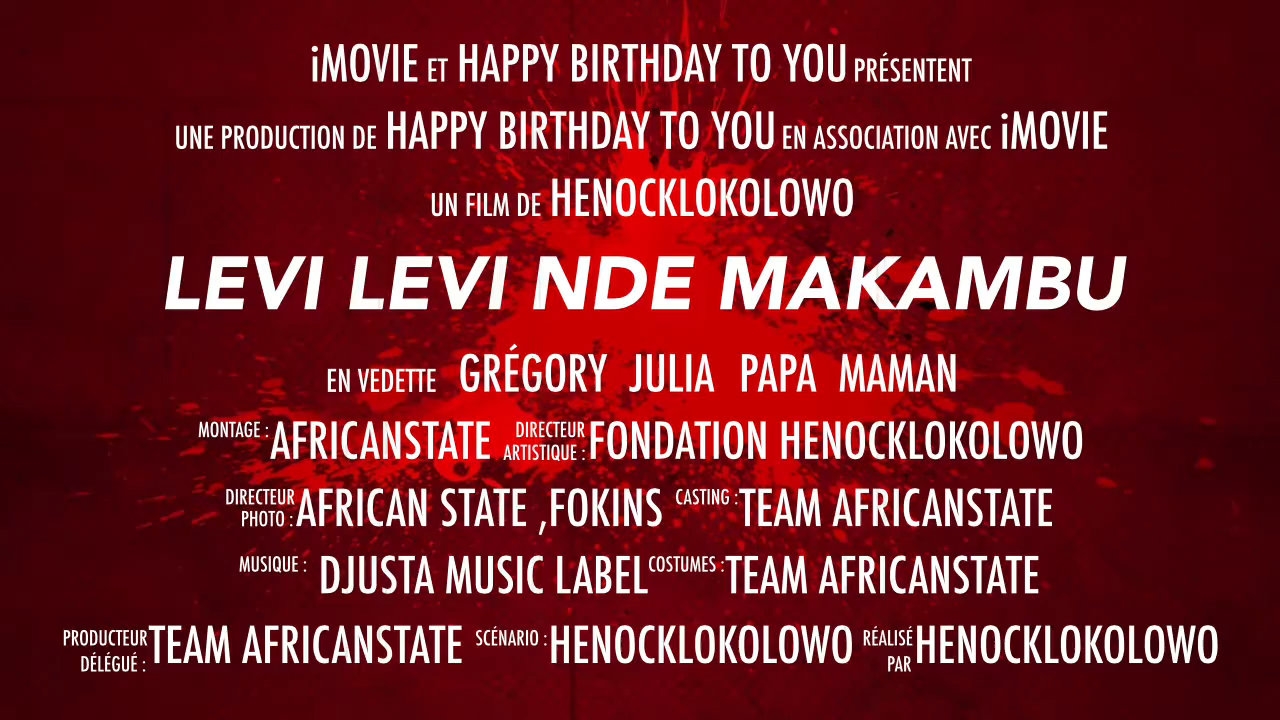 iMOVIE ET HAPPY BIRTHDAY TO YOU PRÉSENTENT
UNE PRODUCTION DE HAPPY BIRTHDAY TO YOU EN ASSOCIATION AVEC iMOVIE
UN FILM DE HENOCKLOKOLOWO
LEVI LEVI NDE MAKAMBU
EN VEDETTE GRÉGORY JULIA PAPA MAMAN
MONTAGE : AFRICANSTATE DIRECTEUR ARTISTIQUE : FONDATION HENOCKLOKOLOWO
DIRECTEUR PHOTO : AFRICAN STATE ,FOKINS CASTING : TEAM AFRICANSTATE
MUSIQUE : DJUSTA MUSIC LABEL COSTUMES : TEAM AFRICANSTATE
PRODUCTEUR DÉLÉGUÉ : TEAM AFRICANSTATE SCÉNARIO : HENOCKLOKOLOWO RÉALISÉ PAR HENOCKLOKOLOWO